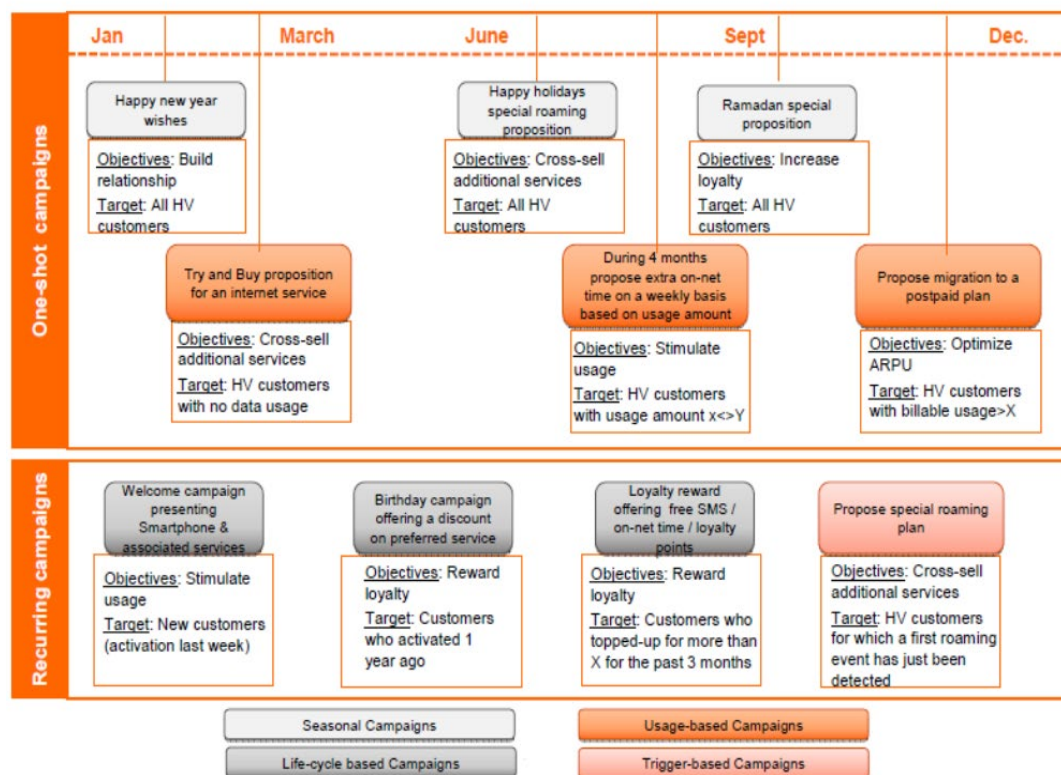 Jan March June Sept Dec.
One-shot campaigns
Happy new year
wishes
Objectives: Build
relationship
Target: All HV
customers
Happy holidays
special roaming
proposition
Objectives: Cross-sell
additional services
Target: All HV
customers
Ramadan special
proposition
Objectives: Increase
loyalty
Target: All HV
customers
Try and Buy proposition
for an internet service
Objectives: Cross-sell
additional services
Target: HV customers
with no data usage
During 4 months
propose extra on-net
time on a weekly basis
based on usage amount
Objectives: Stimulate
usage
Target: HV customers
with usage amount x<>Y
Propose migration to a
postpaid plan
Objectives: Optimize
ARPU
Target: HV customers
with billable usage>X
Recurring campaigns
Welcome campaign
presenting
Smartphone &
associated services
Objectives: Stimulate
usage
Target: New customers
(activation last week)
Birthday campaign
offering a discount
on preferred service
Objectives: Reward
loyalty
Target: Customers
who activated 1
year ago
Loyalty reward
offering free SMS /
on-net time / loyalty
points
Objectives: Reward
loyalty
Target: Customers who
topped-up for more than
X for the past 3 months
Propose special roaming
plan
Objectives: Cross-sell
additional services
Target: HV customers
for which a first roaming
event has just been
detected
Seasonal Campaigns
Usage-based Campaigns
Life-cycle based Campaigns
Trigger-based Campaigns